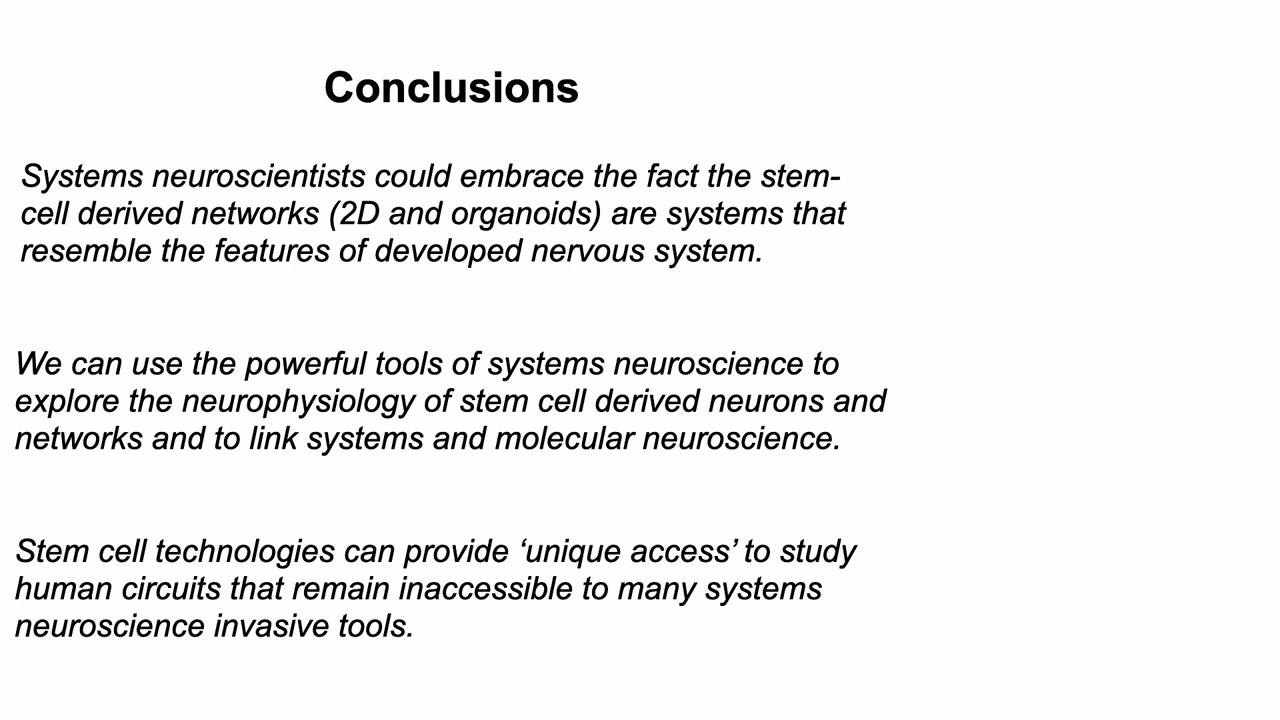 Conclusions
Systems neuroscientists could embrace the fact the stem-
cell derived networks (2D and organoids) are systems that
resemble the features of developed nervous system.
We can use the powerful tools of systems neuroscience to
explore the neurophysiology of stem cell derived neurons and
networks and to link systems and molecular neuroscience.
Stem cell technologies can provide ‘unique access’ to study
human circuits that remain inaccessible to many systems
neuroscience invasive tools.